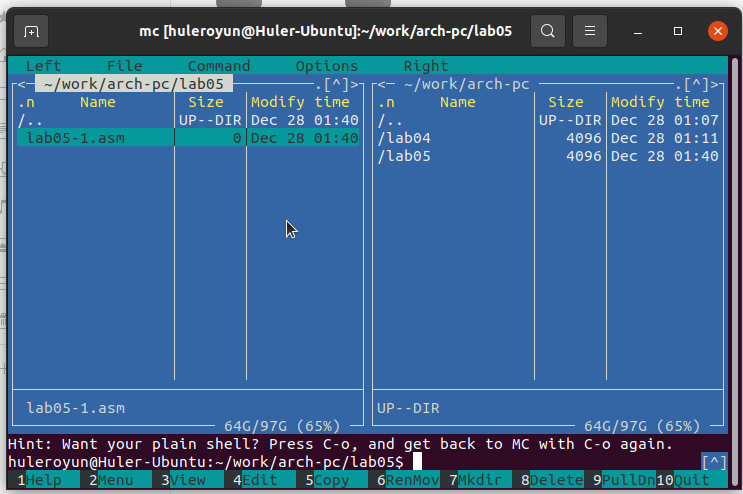 mc [huleroyun@Huler-Ubuntu]:~/work/arch-pc/lab05
Left File Command Options Right
<─ ~/work/arch-pc/lab05 ─.[^]>
.n Name Size Modify time
/.. UP--DIR Dec 28 01:40
lab05-1.asm 0 Dec 28 01:40
lab05-1.asm
64G/97G (65%)
<─ ~/work/arch-pc ─.[^]>
.n Name Size Modify time
/.. UP--DIR Dec 28 01:07
/lab04 4096 Dec 28 01:11
/lab05 4096 Dec 28 01:40
UP--DIR
64G/97G (65%)
Hint: Want your plain shell? Press C-o, and get back to MC with C-o again.
huleroyun@Huler-Ubuntu:~/work/arch-pc/lab05$ [^]
1Help 2Menu 3View 4Edit 5Copy 6RenMov 7Mkdir 8Delete 9PullDn 10Quit